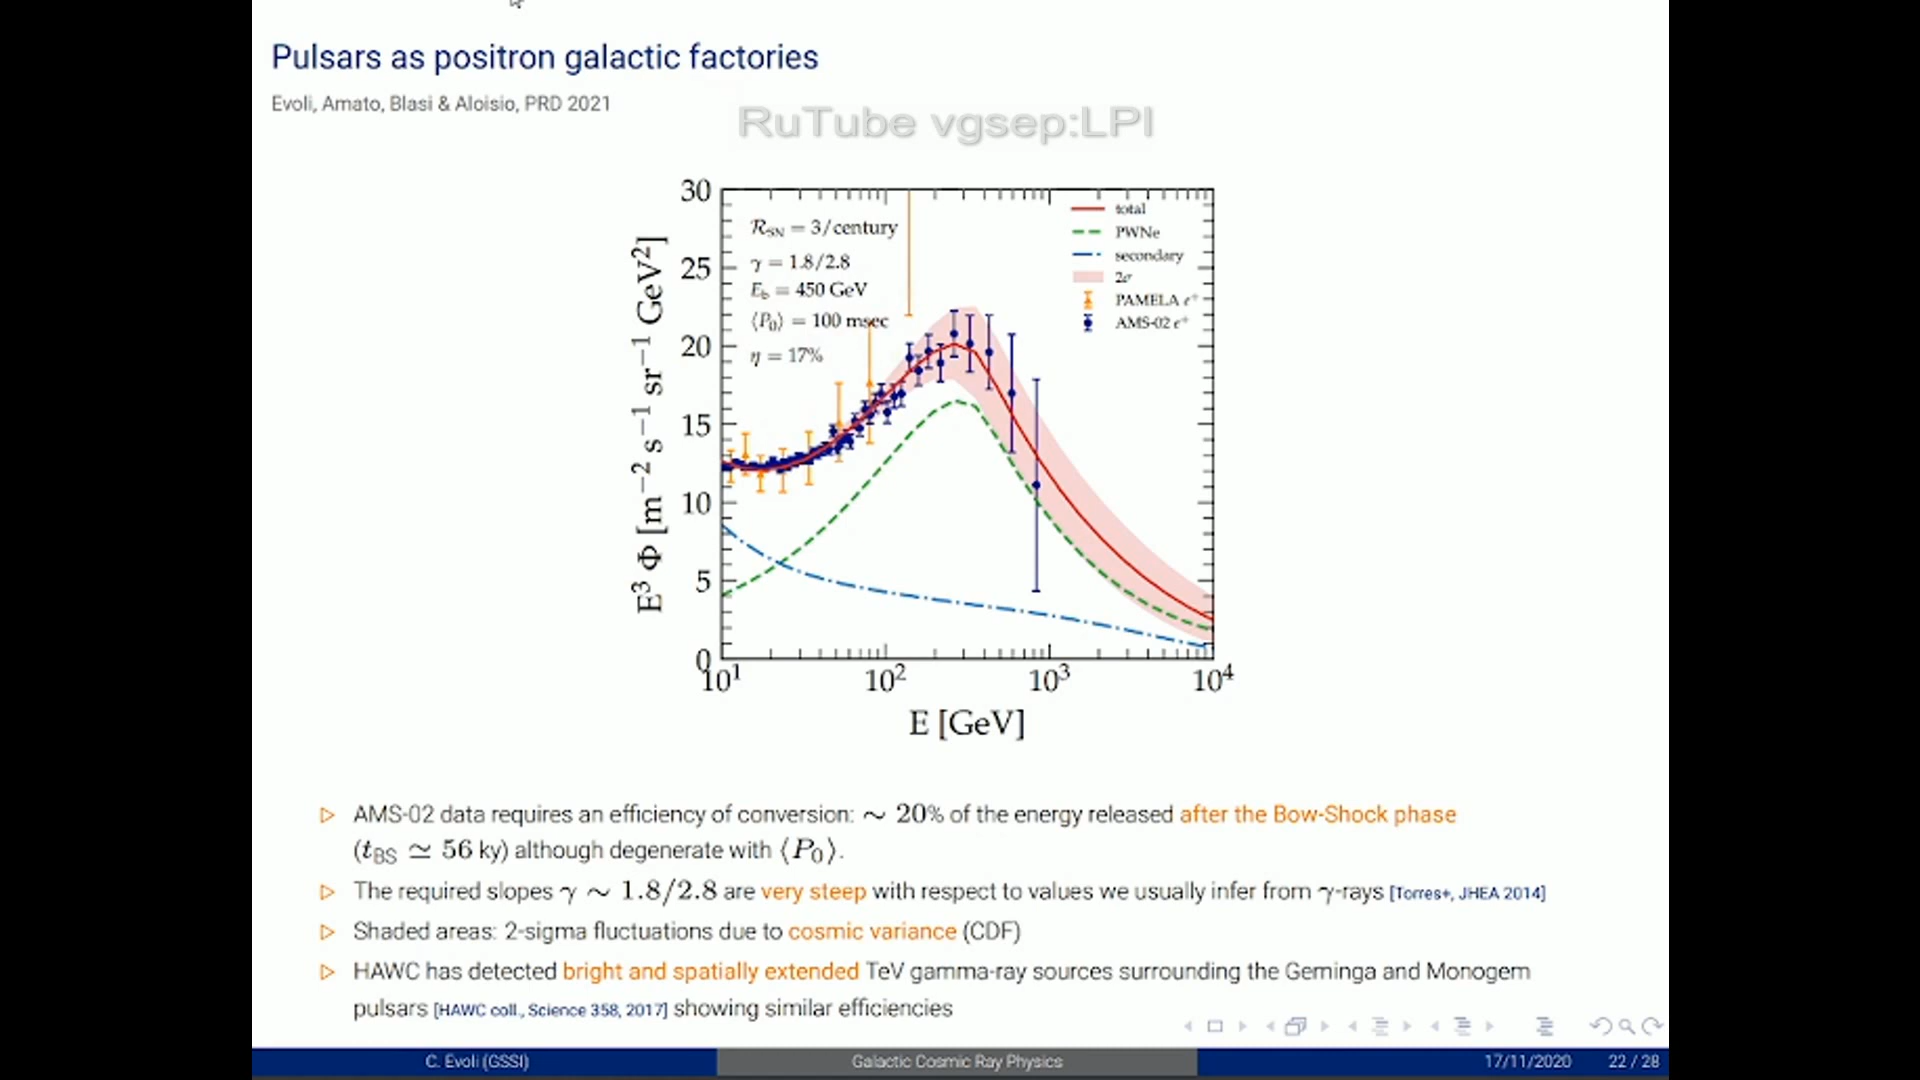 Pulsars as positron galactic factories
Evoli, Amato, Blasi & Aloisio, PRD 2021
RuTube vgsep:LPI
30
25
20
15
10
5
0
E³ Φ [m⁻² s⁻¹ sr⁻¹ GeV²]
R_SN = 3/century
γ = 1.8/2.8
E_b = 450 GeV
⟨P₀⟩ = 100 msec
η = 17%
total
PWNe
secondary
2σ
PAMELA e⁺
AMS-02 e⁺
10¹ 10² 10³ 10⁴
E [GeV]
▷ AMS-02 data requires an efficiency of conversion: ∼ 20% of the energy released after the Bow-Shock phase
(t_BS ≃ 56 ky) although degenerate with ⟨P₀⟩.
▷ The required slopes γ ∼ 1.8/2.8 are very steep with respect to values we usually infer from γ-rays [Torres+, JHEA 2014]
▷ Shaded areas: 2-sigma fluctuations due to cosmic variance (CDF)
▷ HAWC has detected bright and spatially extended TeV gamma-ray sources surrounding the Geminga and Monogem
pulsars [HAWC coll., Science 358, 2017] showing similar efficiencies
C. Evoli (GSSI) Galactic Cosmic Ray Physics 17/11/2020 22 / 28